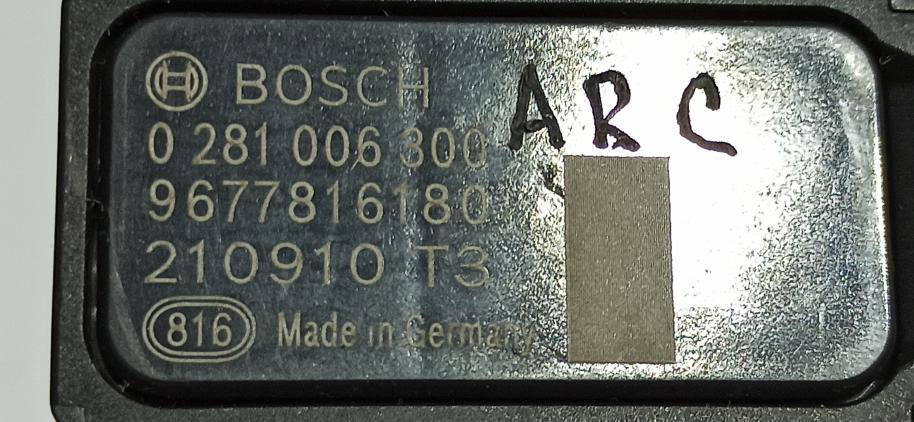 BOSCH ARC
0 281 006 300
9677816180
210910 T3
816 Made in Germany